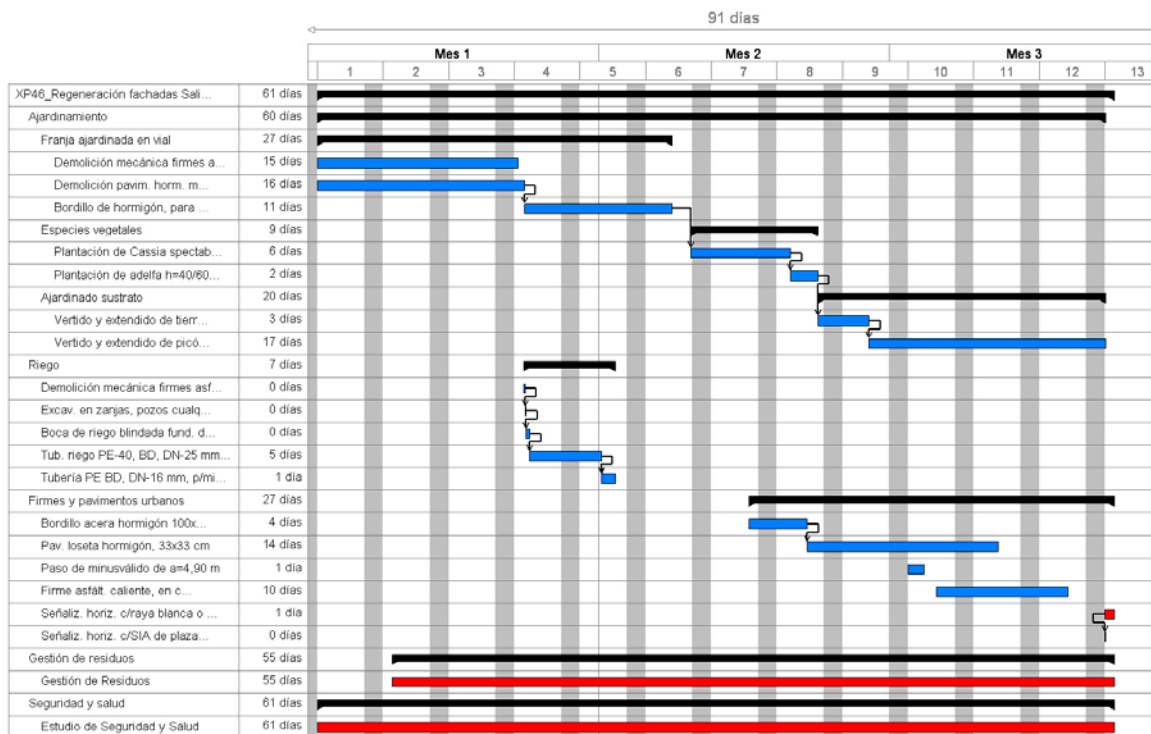 91 días
Mes 1 Mes 2 Mes 3
1 2 3 4 5 6 7 8 9 10 11 12 13
XP46_Regeneración fachadas Sali... 61 días
Ajardinamiento 60 días
Franja ajardinada en vial 27 días
Demolición mecánica firmes a... 15 días
Demolición pavim. horm. m... 16 días
Bordillo de hormigón, para ... 11 días
Especies vegetales 9 días
Plantación de Cassia spectab... 6 días
Plantación de adelfa h=40/60... 2 días
Ajardinado sustrato 20 días
Vertido y extendido de tierr... 3 días
Vertido y extendido de picó... 17 días
Riego 7 días
Demolición mecánica firmes asf... 0 días
Excav. en zanjas, pozos cualq... 0 días
Boca de riego blindada fund. d... 0 días
Tub. riego PE-40, BD, DN-25 mm... 5 días
Tubería PE BD, DN-16 mm, p/mi... 1 día
Firmes y pavimentos urbanos 27 días
Bordillo acera hormigón 100x... 4 días
Pav. loseta hormigón, 33x33 cm 14 días
Paso de minusválido de a=4,90 m 1 día
Firme asfált. caliente, en c... 10 días
Señaliz. horiz. c/raya blanca o ... 1 día
Señaliz. horiz. c/SIA de plaza... 0 días
Gestión de residuos 55 días
Gestión de Residuos 55 días
Seguridad y salud 61 días
Estudio de Seguridad y Salud 61 días